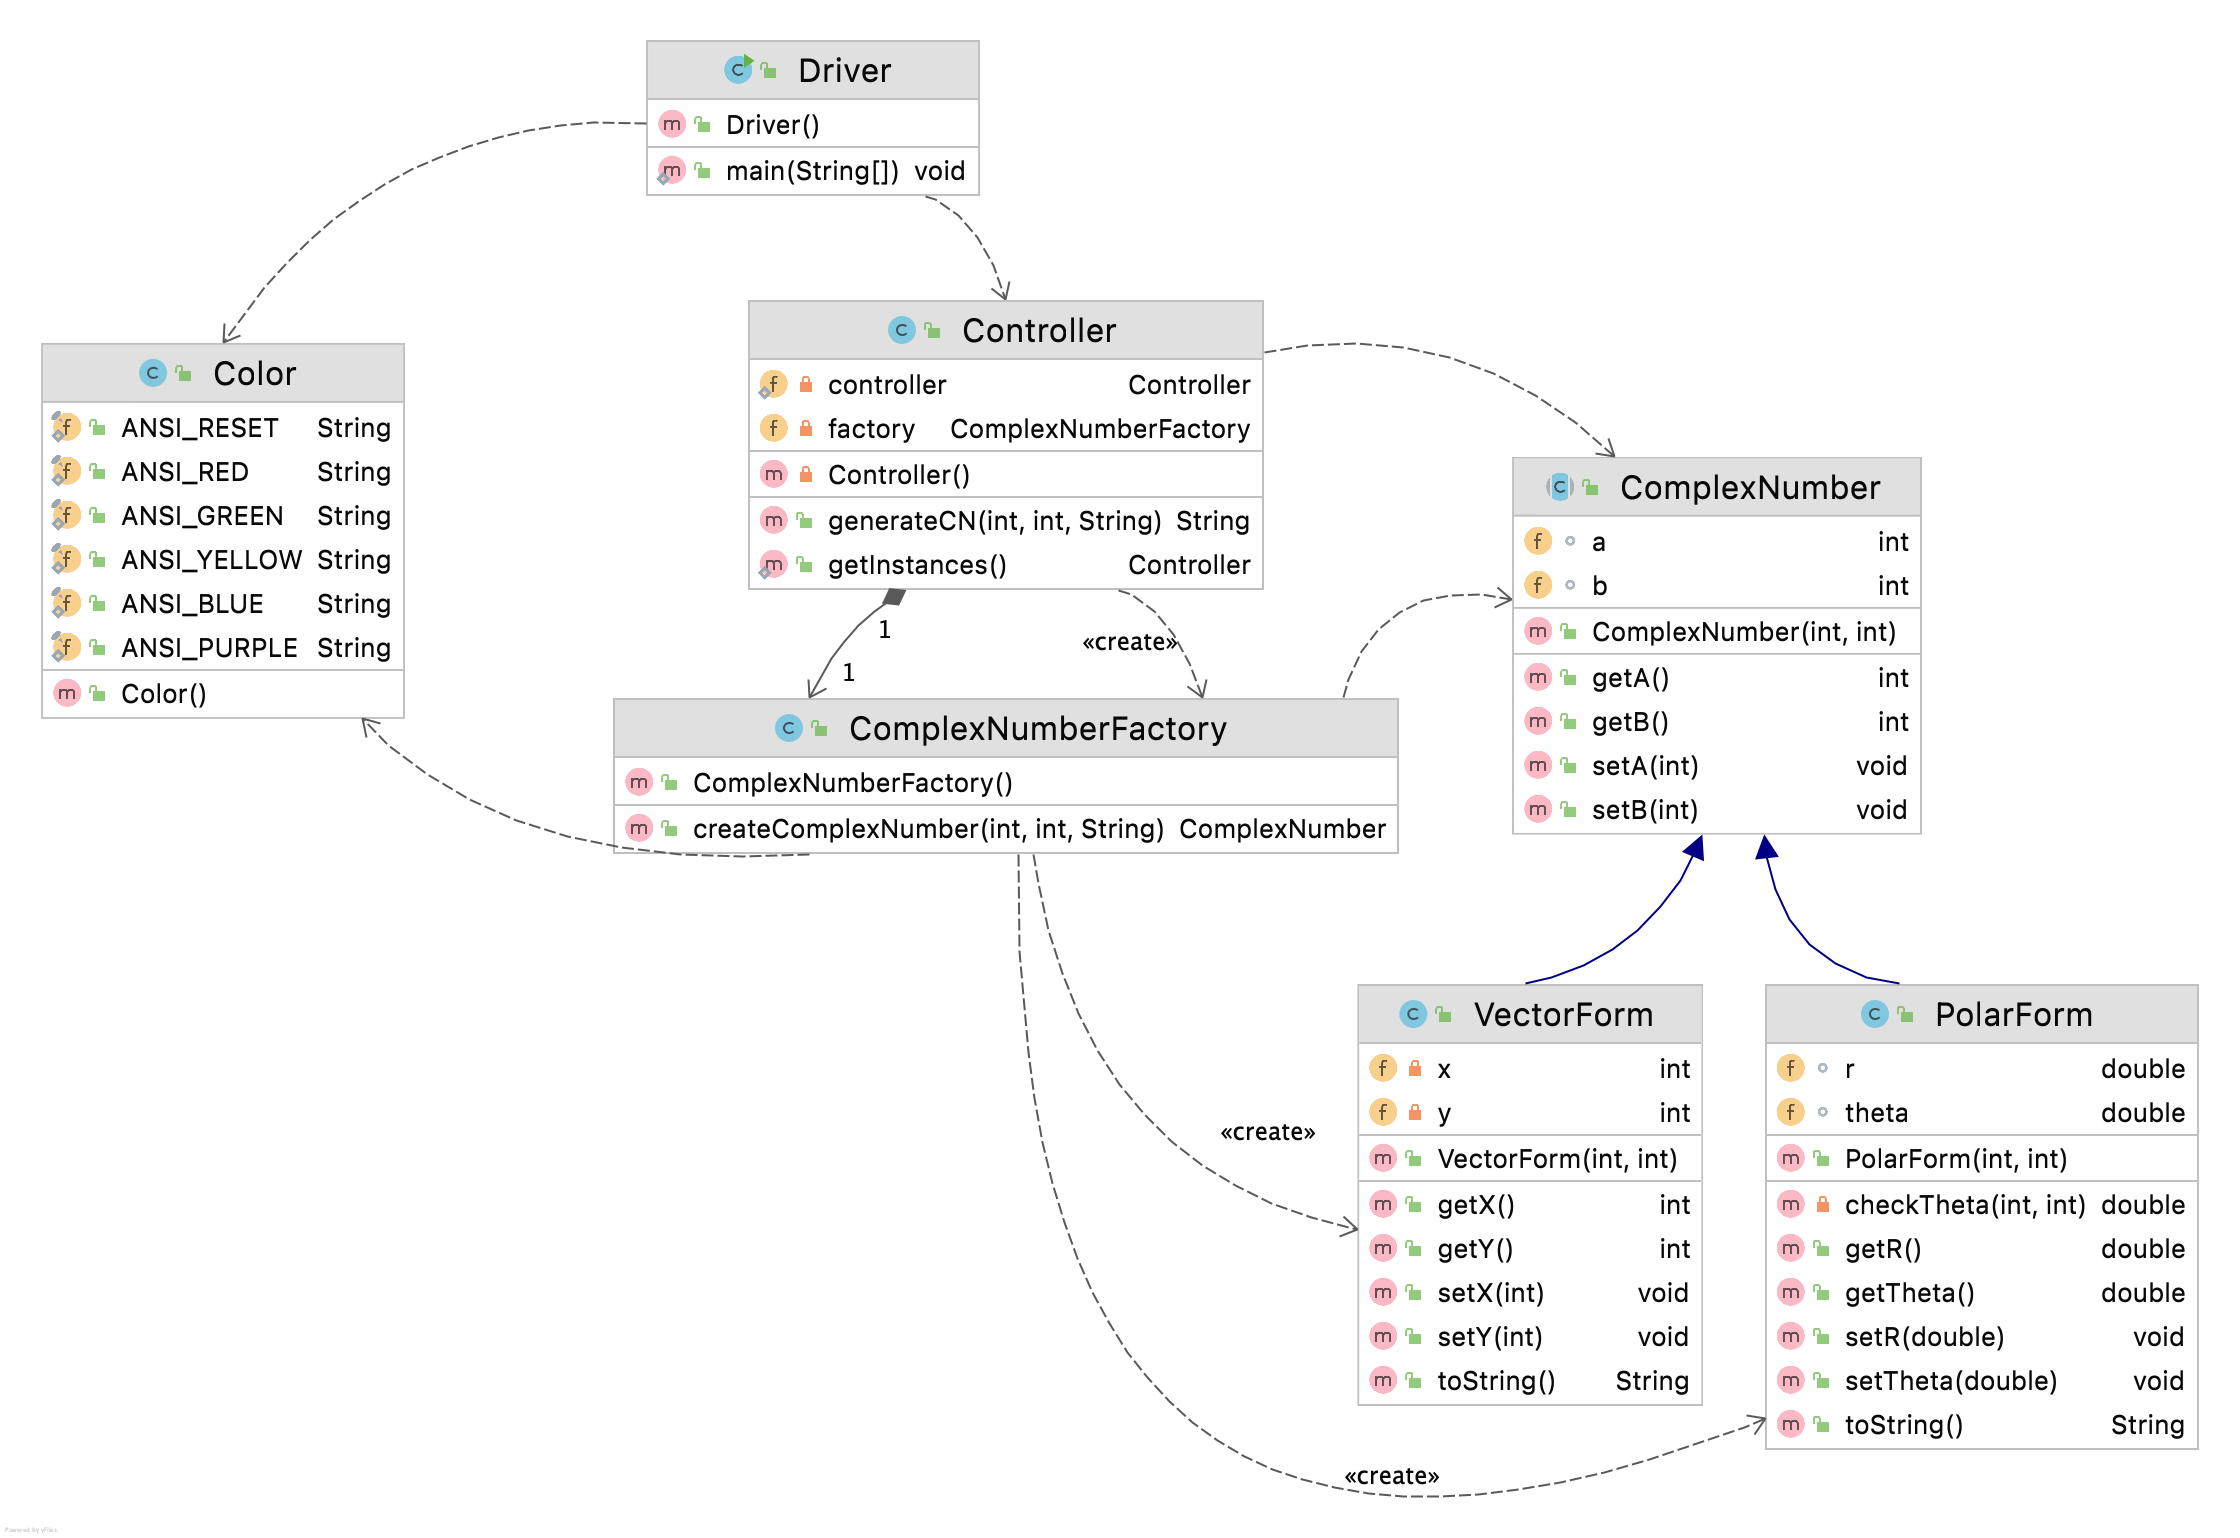 Driver
Driver()
main(String[]) void
Color
ANSI_RESET String
ANSI_RED String
ANSI_GREEN String
ANSI_YELLOW String
ANSI_BLUE String
ANSI_PURPLE String
Color()
Controller
controller Controller
factory ComplexNumberFactory
Controller()
generateCN(int, int, String) String
getInstances() Controller
1
«create»
1
ComplexNumberFactory
ComplexNumberFactory()
createComplexNumber(int, int, String) ComplexNumber
ComplexNumber
a int
b int
ComplexNumber(int, int)
getA() int
getB() int
setA(int) void
setB(int) void
«create»
VectorForm
x int
y int
VectorForm(int, int)
getX() int
getY() int
setX(int) void
setY(int) void
toString() String
PolarForm
r double
theta double
PolarForm(int, int)
checkTheta(int, int) double
getR() double
getTheta() double
setR(double) void
setTheta(double) void
toString() String
«create»
Powered by yFiles